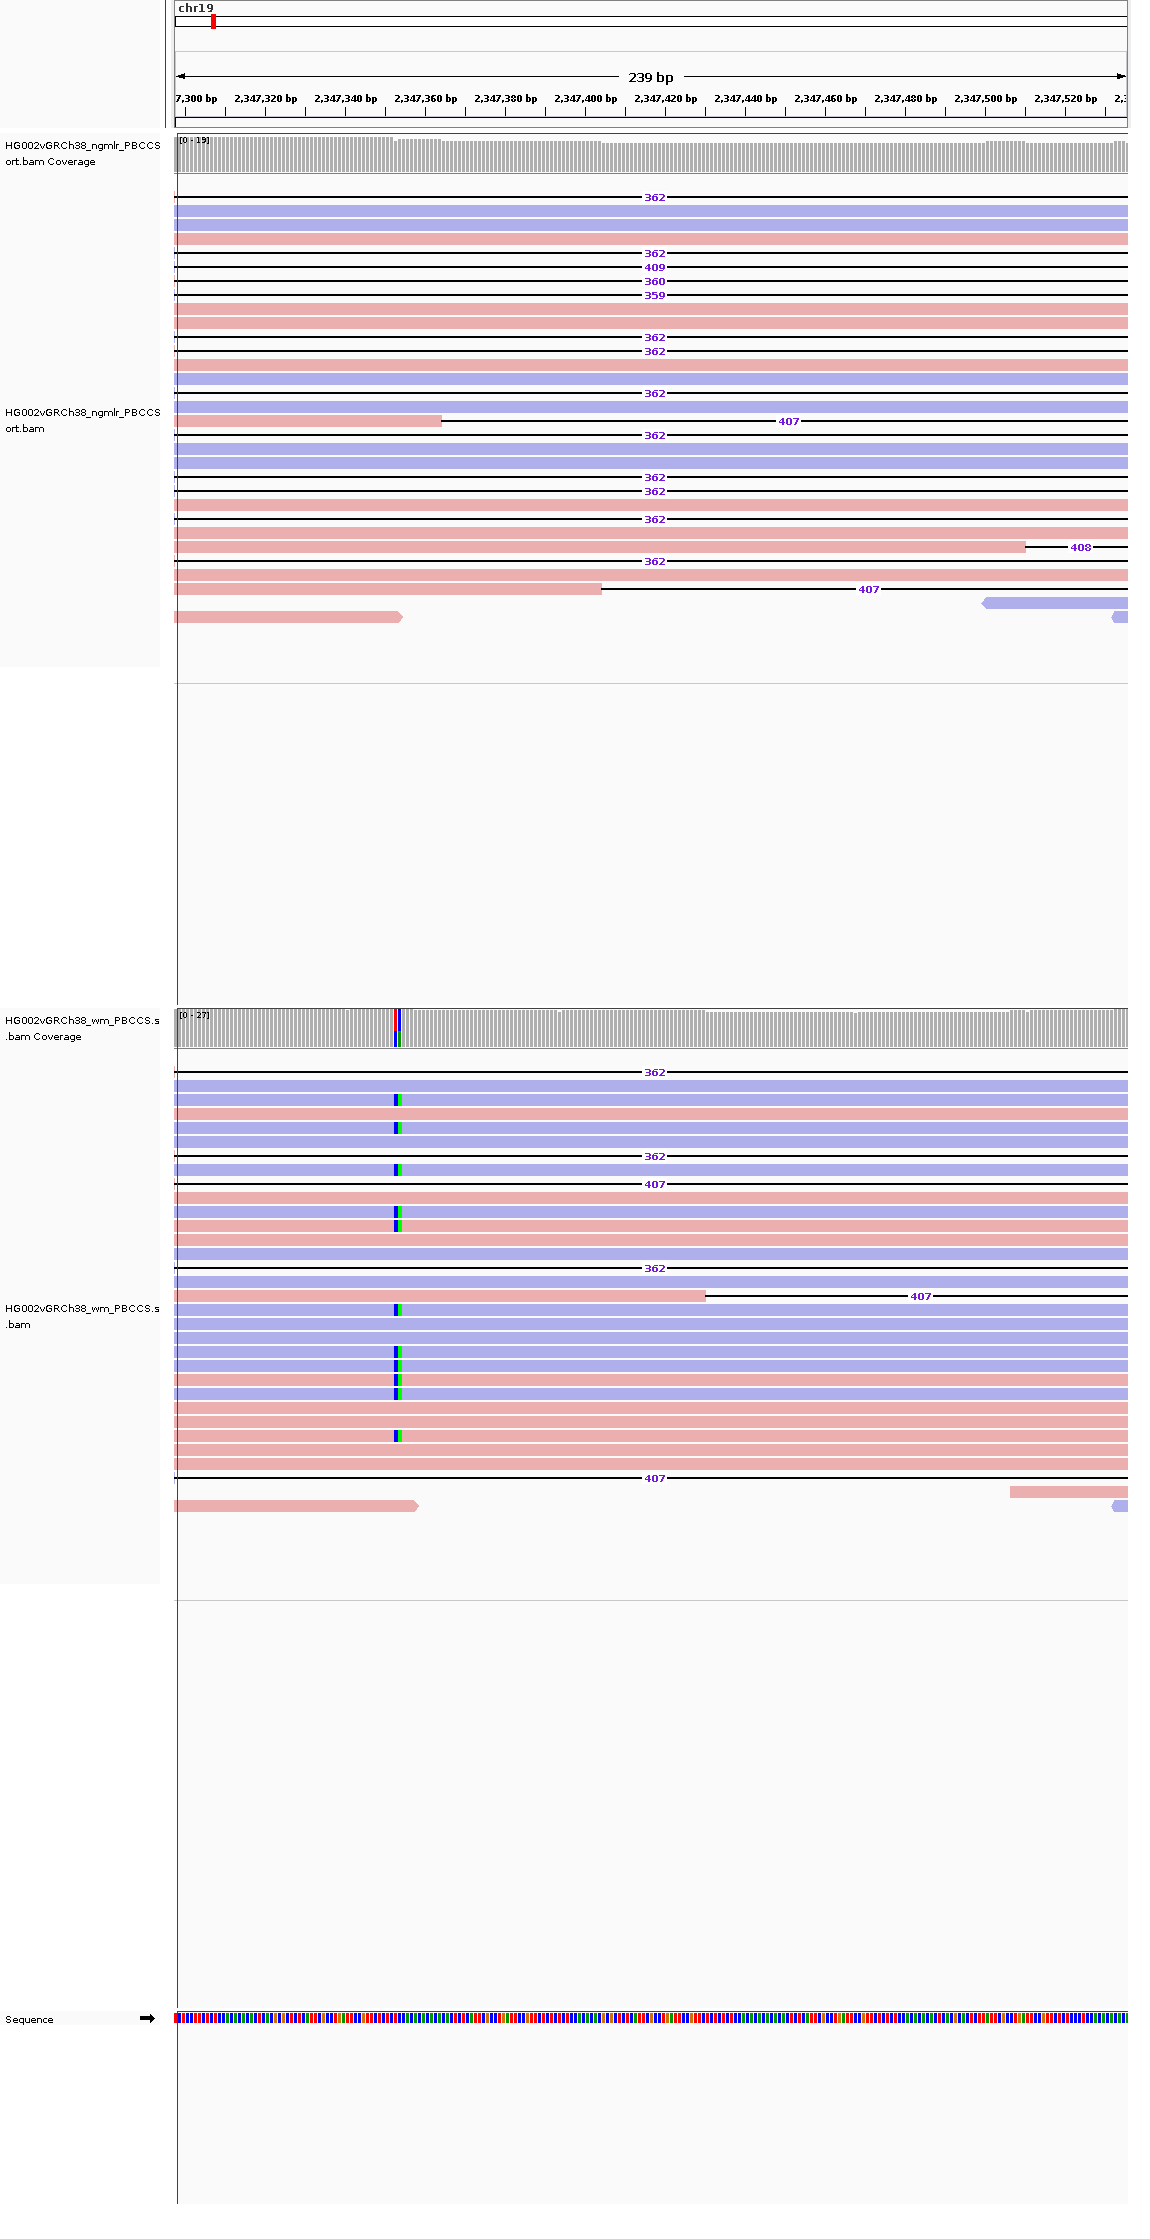 chr19
239 bp
7,300 bp 2,347,320 bp 2,347,340 bp 2,347,360 bp 2,347,380 bp 2,347,400 bp 2,347,420 bp 2,347,440 bp 2,347,460 bp 2,347,480 bp 2,347,500 bp 2,347,520 bp 2,3
HG002vGRCh38_ngmlr_PBCCS
ort.bam Coverage
[0 - 19]
362
362
409
360
359
362
362
362
HG002vGRCh38_ngmlr_PBCCS
ort.bam
407
362
362
362
362
408
362
407
HG002vGRCh38_wm_PBCCS.s
.bam Coverage
[0 - 27]
362
362
407
362
407
HG002vGRCh38_wm_PBCCS.s
.bam
407
Sequence